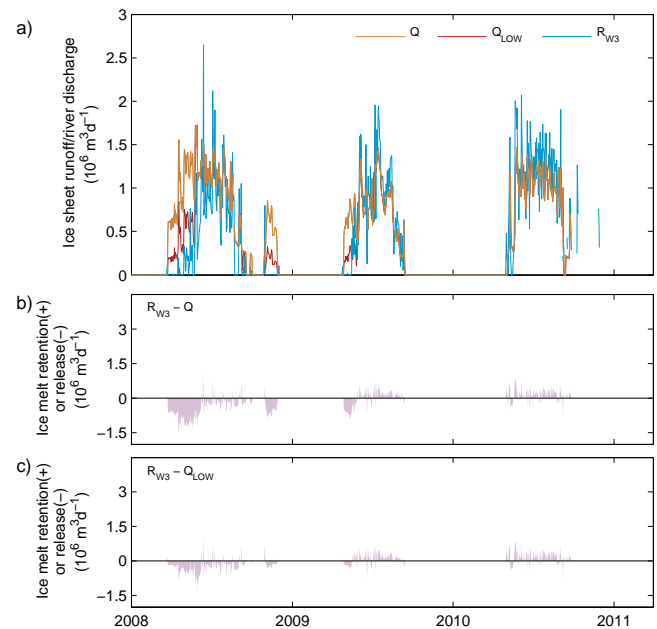 a)
Q
Q_LOW
R_W3
3
2.5
2
1.5
1
0.5
0
Ice sheet runoff/river discharge
(10⁶ m³d⁻¹)
b)
R_W3 − Q
3
1.5
0
−1.5
Ice melt retention(+)
or release(−)
(10⁶ m³d⁻¹)
c)
R_W3 − Q_LOW
3
1.5
0
−1.5
Ice melt retention(+)
or release(−)
(10⁶ m³d⁻¹)
2008
2009
2010
2011